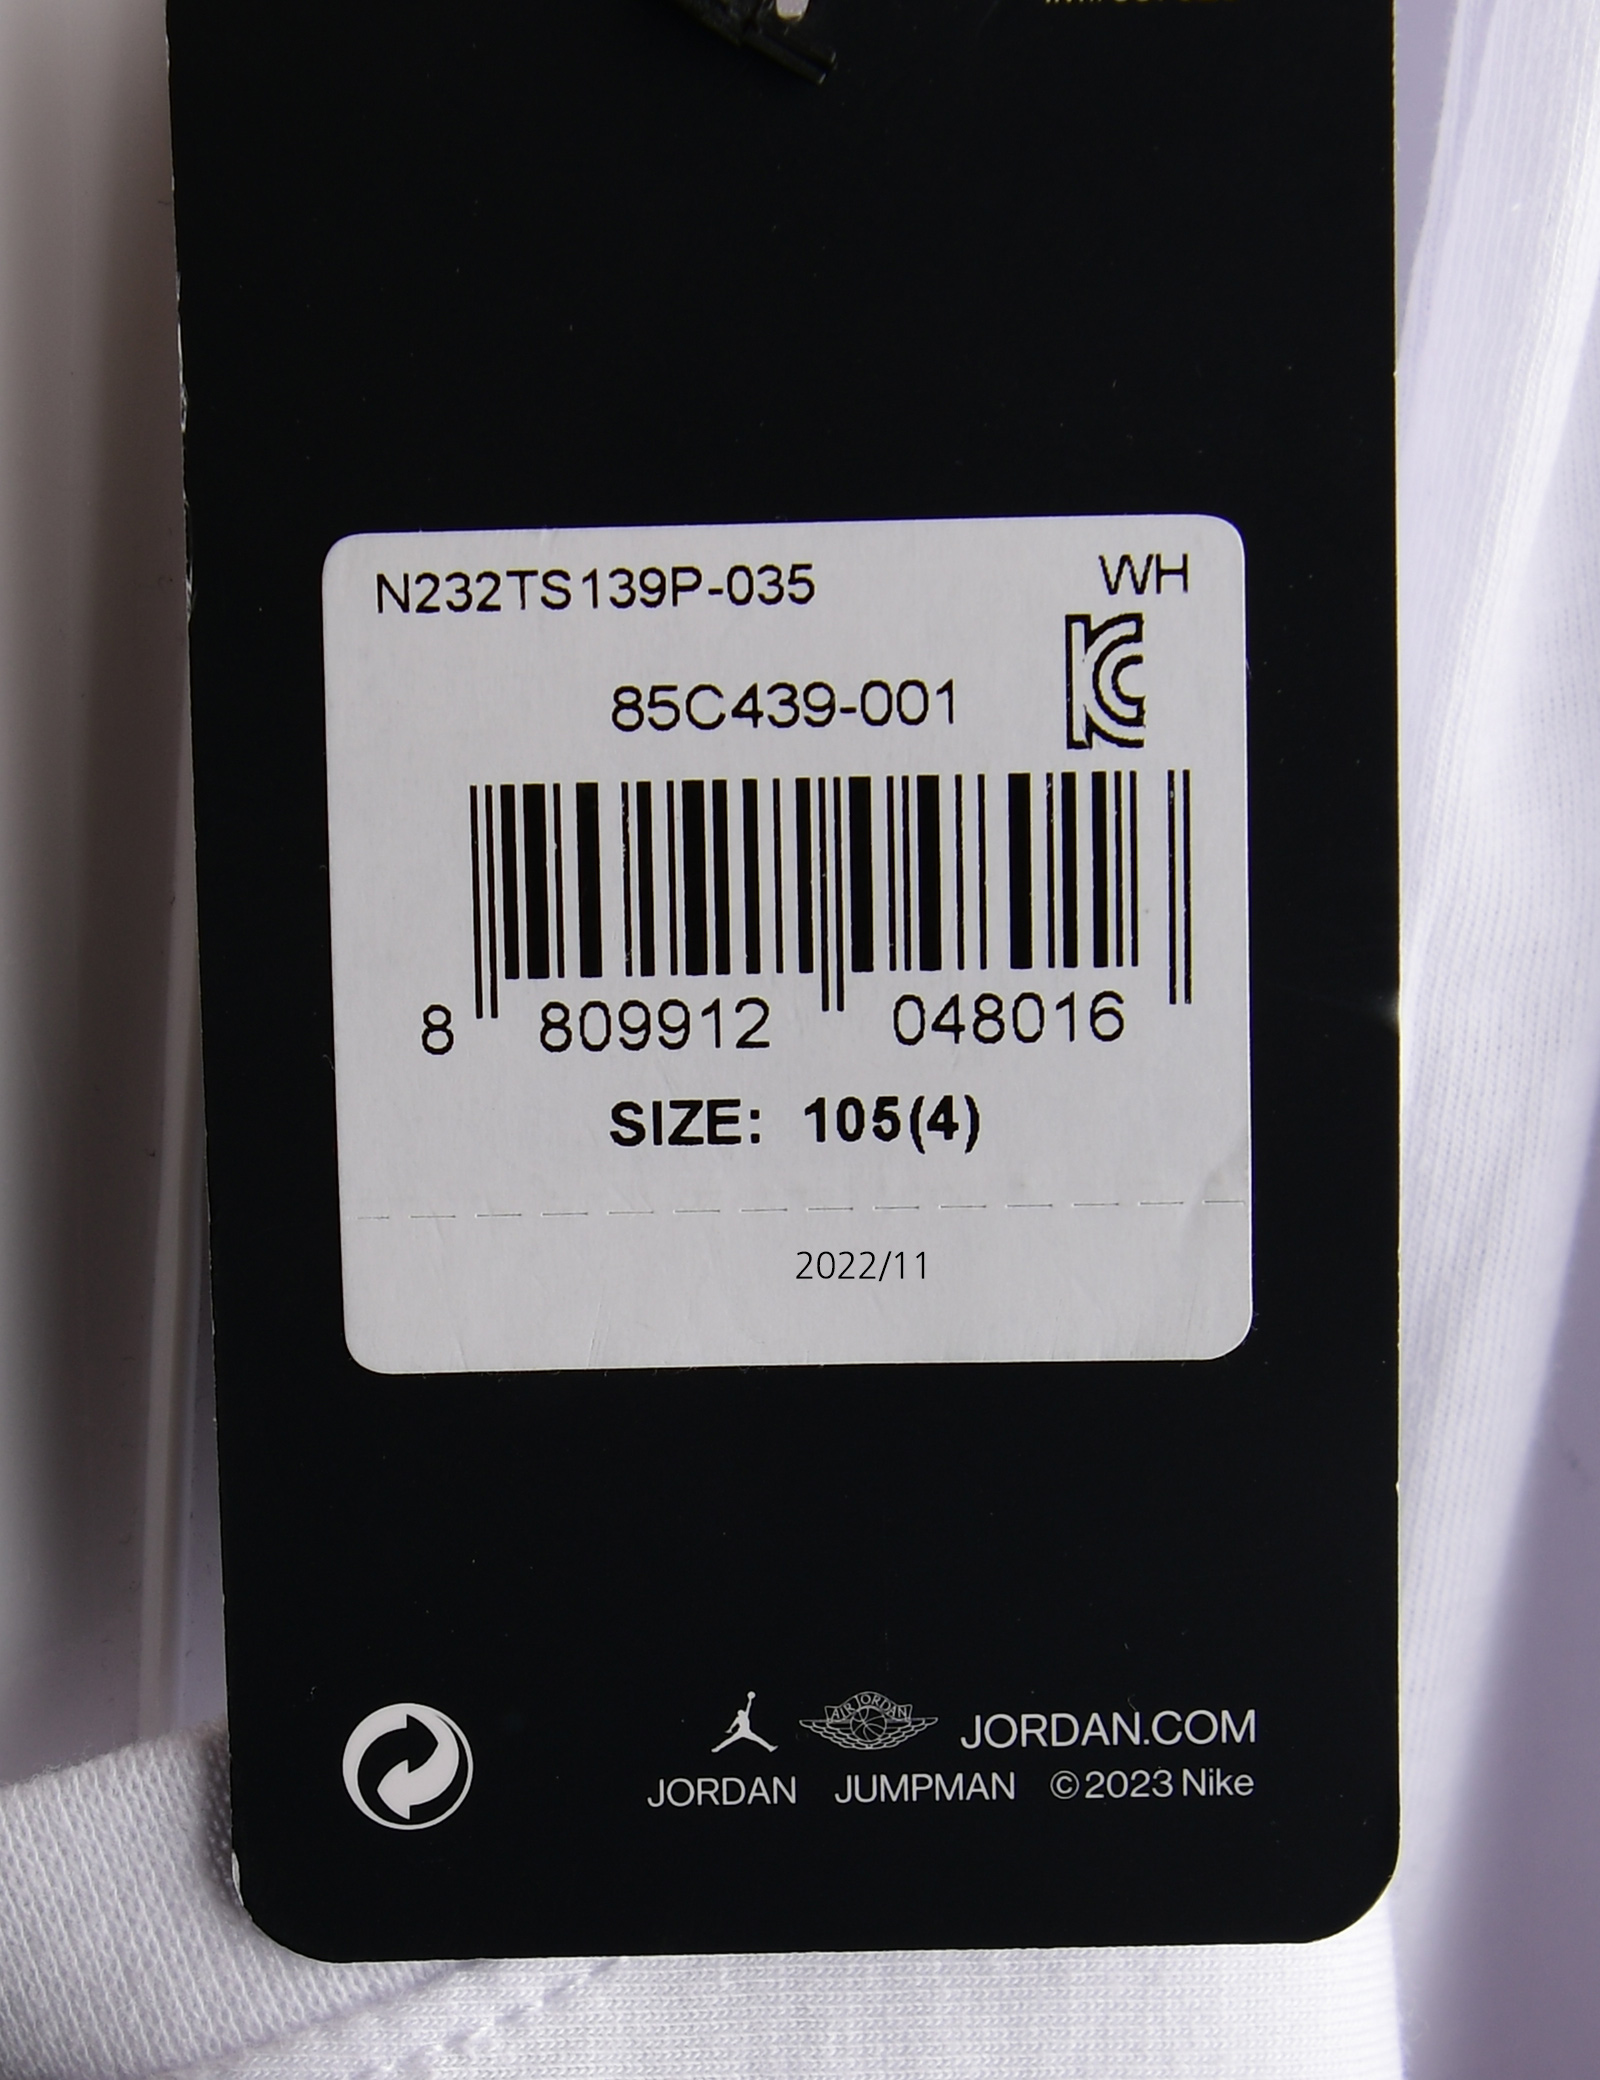 N232TS139P-035 WH
85C439-001
8 809912 048016
SIZE: 105(4)
2022/11
AIR JORDAN JORDAN.COM
JORDAN JUMPMAN ©2023 Nike